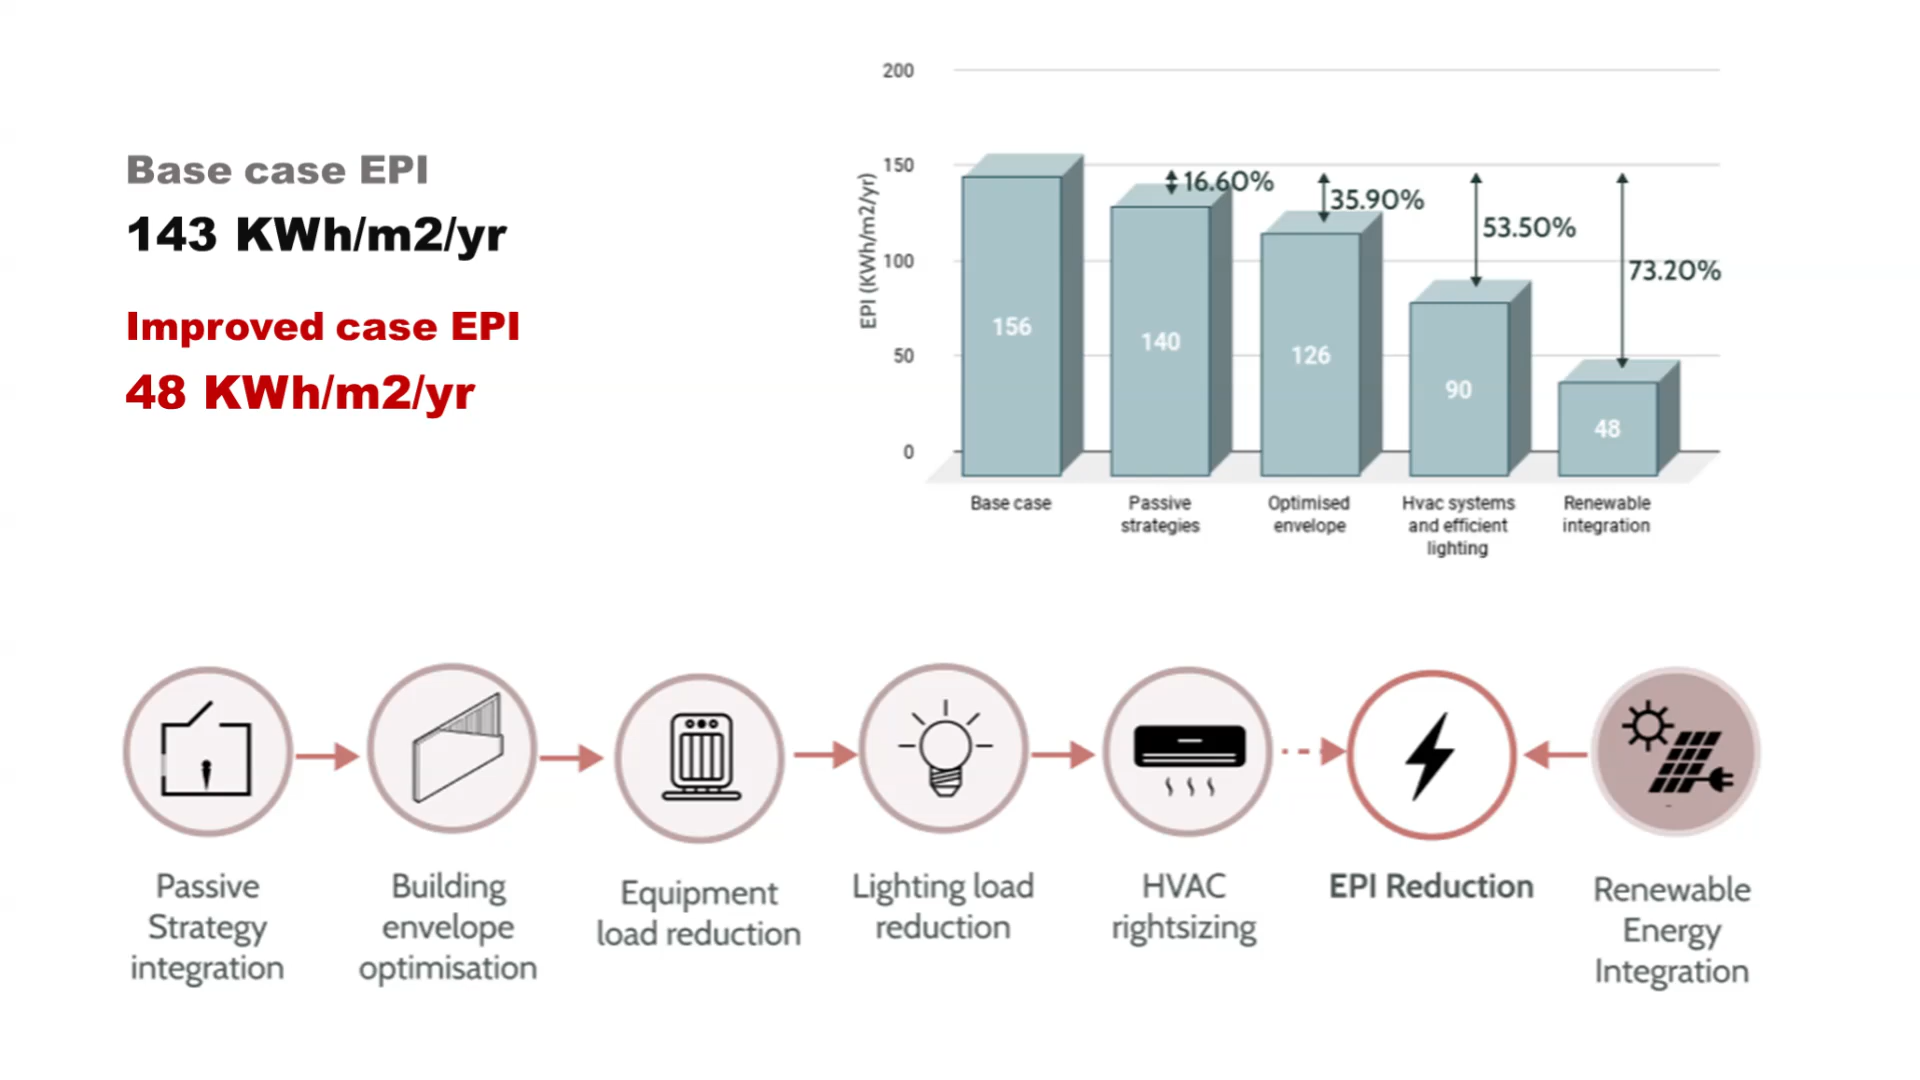 Base case EPI
143 KWh/m2/yr
Improved case EPI
48 KWh/m2/yr
EPI (KWh/m2/yr)
200
150
100
50
0
16.60%
35.90%
53.50%
73.20%
156
140
126
90
48
Base case
Passive
strategies
Optimised
envelope
Hvac systems
and efficient
lighting
Renewable
integration
Passive
Strategy
integration
Building
envelope
optimisation
Equipment
load reduction
Lighting load
reduction
HVAC
rightsizing
EPI Reduction
Renewable
Energy
Integration